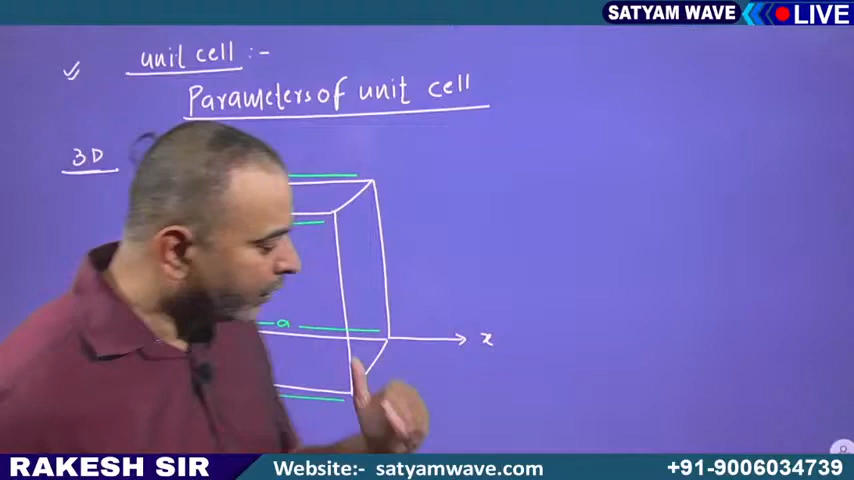 SATYAM WAVE LIVE
unit cell :-
Parameters of unit cell
3D
a
x
RAKESH SIR Website:- satyamwave.com +91-9006034739